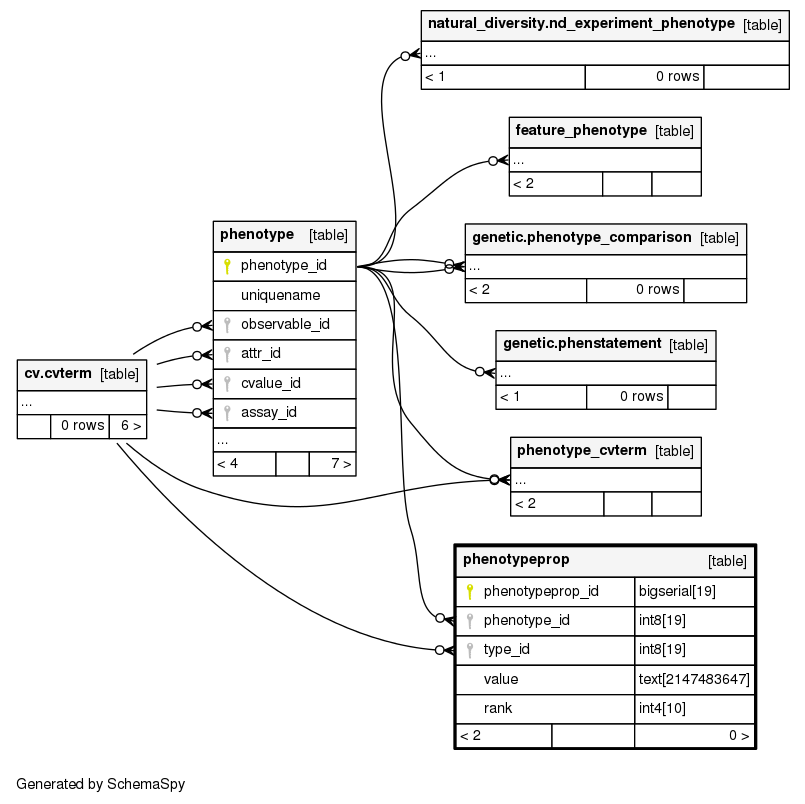 natural_diversity.nd_experiment_phenotype [table]
...
< 1 0 rows
feature_phenotype [table]
...
< 2
phenotype [table]
phenotype_id
uniquename
observable_id
attr_id
cvalue_id
assay_id
...
< 4 7 >
genetic.phenotype_comparison [table]
...
< 2 0 rows
genetic.phenstatement [table]
...
< 1 0 rows
cv.cvterm [table]
...
0 rows 6 >
phenotype_cvterm [table]
...
< 2
phenotypeprop [table]
phenotypeprop_id bigserial[19]
phenotype_id int8[19]
type_id int8[19]
value text[2147483647]
rank int4[10]
< 2 0 >
Generated by SchemaSpy